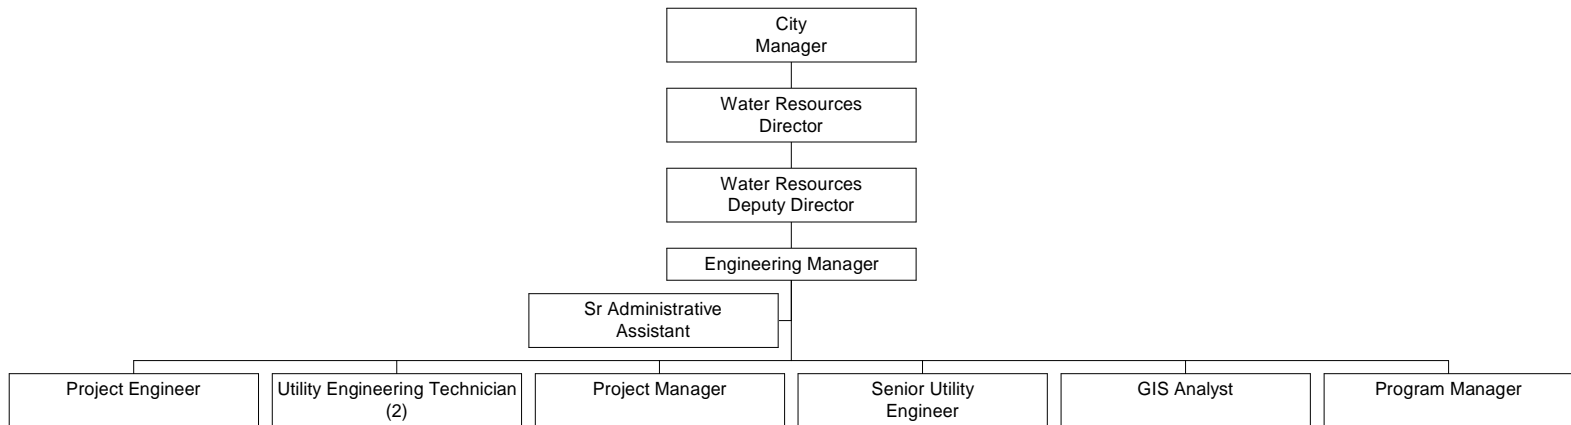 City
Manager
Water Resources
Director
Water Resources
Deputy Director
Engineering Manager
Sr Administrative
Assistant
Project Engineer
Utility Engineering Technician
(2)
Project Manager
Senior Utility
Engineer
GIS Analyst
Program Manager